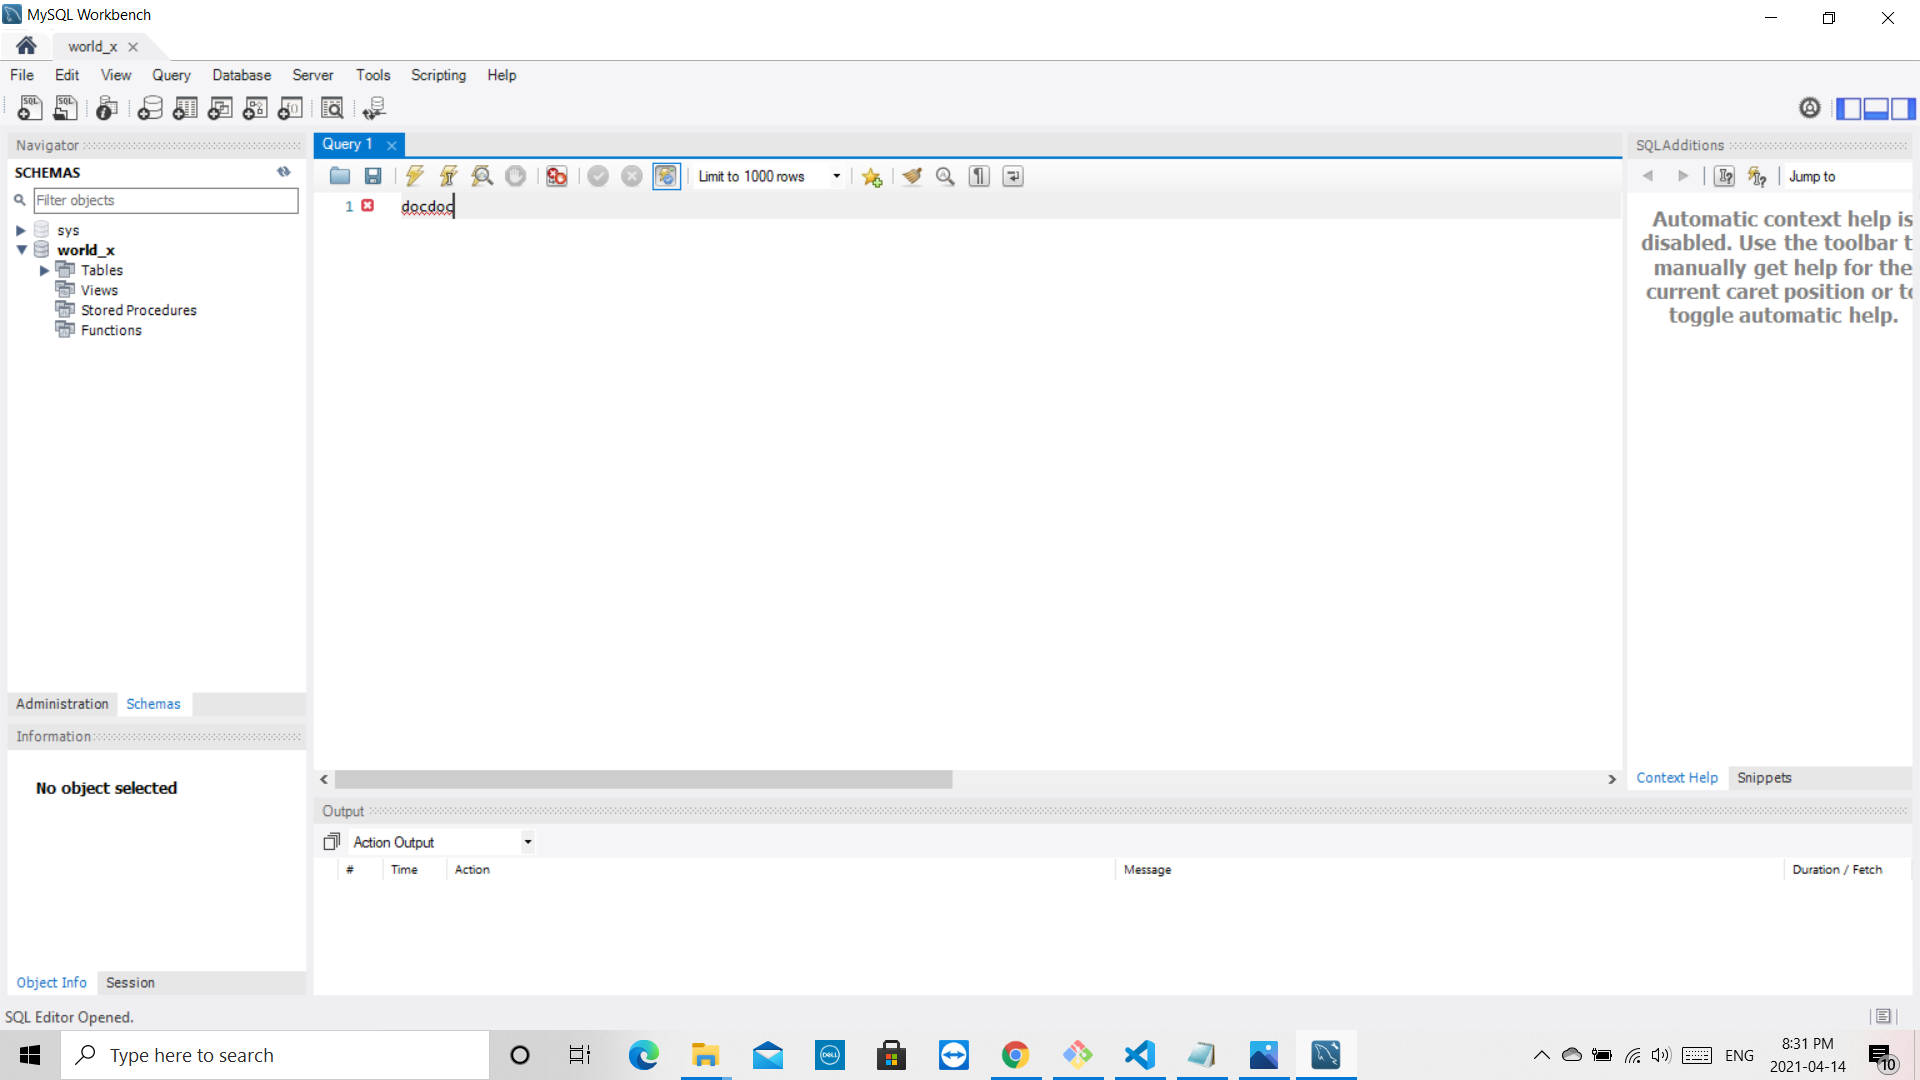 MySQL Workbench
world_x
File Edit View Query Database Server Tools Scripting Help
Navigator
SCHEMAS
Filter objects
sys
world_x
Tables
Views
Stored Procedures
Functions
Administration Schemas
Information
No object selected
Object Info Session
Query 1
Limit to 1000 rows
1 docdoc
Output
Action Output
# Time Action Message Duration / Fetch
SQLAdditions
Jump to
Automatic context help is
disabled. Use the toolbar t
manually get help for the
current caret position or to
toggle automatic help.
Context Help Snippets
SQL Editor Opened.
Type here to search
DELL
ENG
8:31 PM
2021-04-14
10